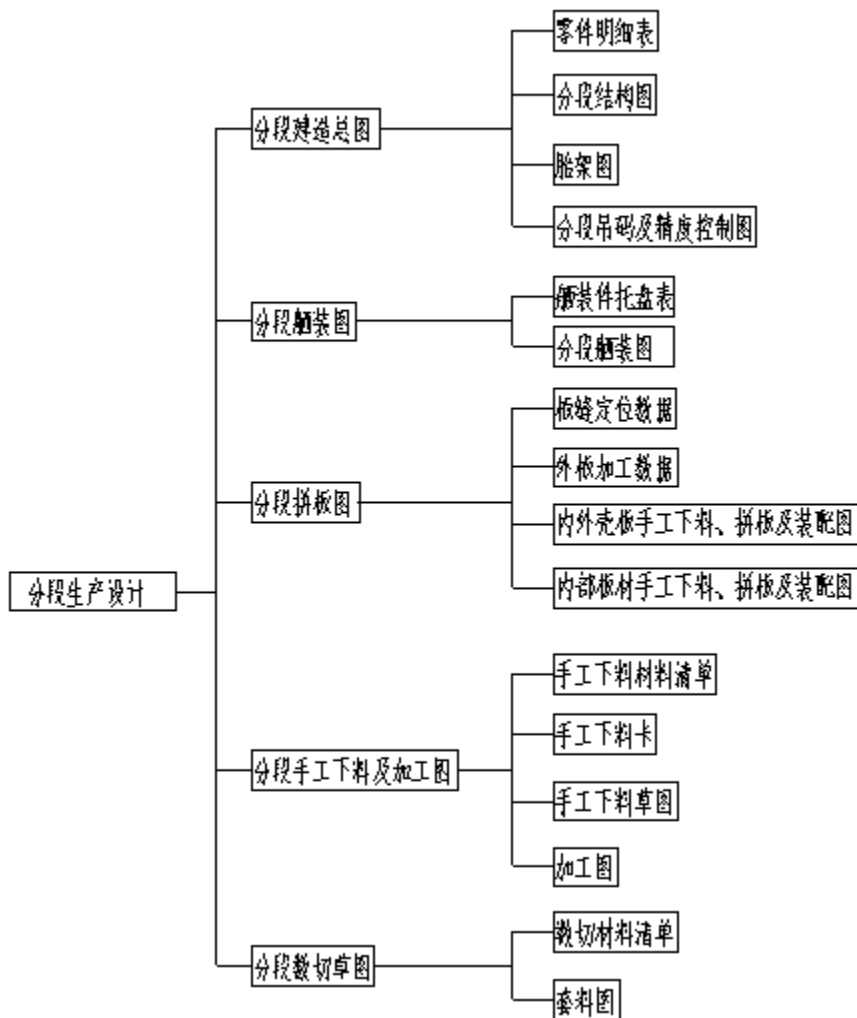 零件明细表
分段结构图
分段建造总图
胎架图
分段吊码及精度控制图
舾装件托盘表
分段舾装图
分段舾装图
板缝定位数据
外板加工数据
分段拼板图
内外壳板手工下料、拼板及装配图
内部板材手工下料、拼板及装配图
分段生产设计
手工下料材料清单
手工下料卡
分段手工下料及加工图
手工下料草图
加工图
数切材料清单
分段数切草图
套料图